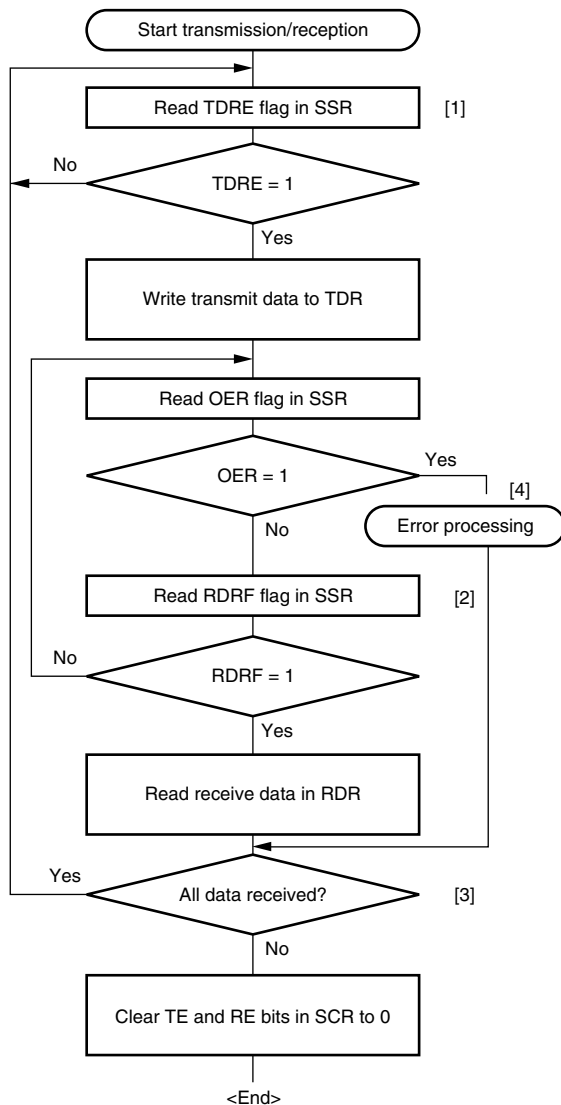 Start transmission/reception
Read TDRE flag in SSR
[1]
No
TDRE = 1
Yes
Write transmit data to TDR
Read OER flag in SSR
Yes
OER = 1
[4]
No
Error processing
Read RDRF flag in SSR
[2]
No
RDRF = 1
Yes
Read receive data in RDR
Yes
All data received?
[3]
No
Clear TE and RE bits in SCR to 0
<End>